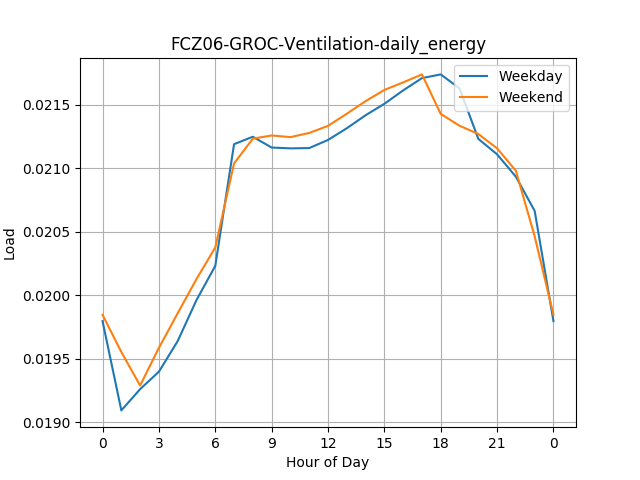 FCZ06-GROC-Ventilation-daily_energy
Weekday
Weekend
0.0215
0.0210
0.0205
0.0200
0.0195
0.0190
Load
0 3 6 9 12 15 18 21 0
Hour of Day